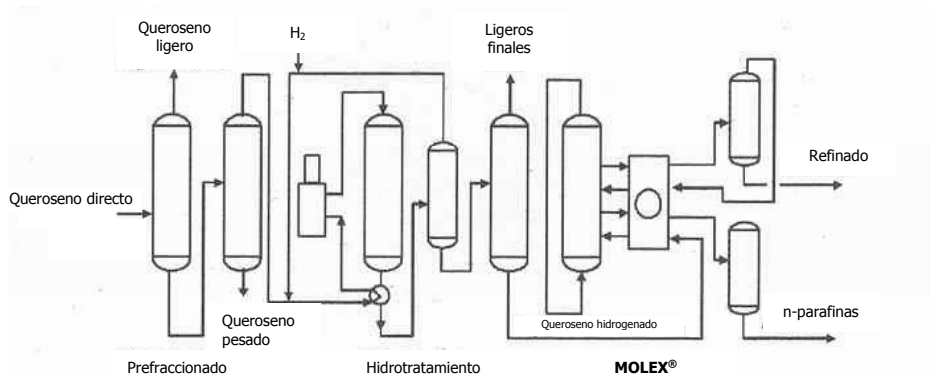 Queroseno
ligero
H₂
Ligeros
finales
Refinado
Queroseno directo
n-parafinas
Queroseno
pesado
Queroseno hidrogenado
Prefraccionado
Hidrotratamiento
MOLEX®